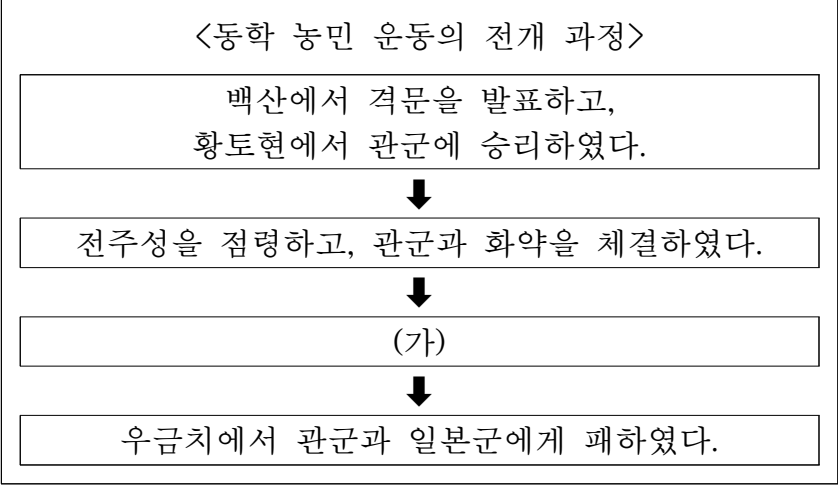 <동학 농민 운동의 전개 과정>
백산에서 격문을 발표하고,
황토현에서 관군에 승리하였다.
전주성을 점령하고, 관군과 화약을 체결하였다.
(가)
우금치에서 관군과 일본군에게 패하였다.